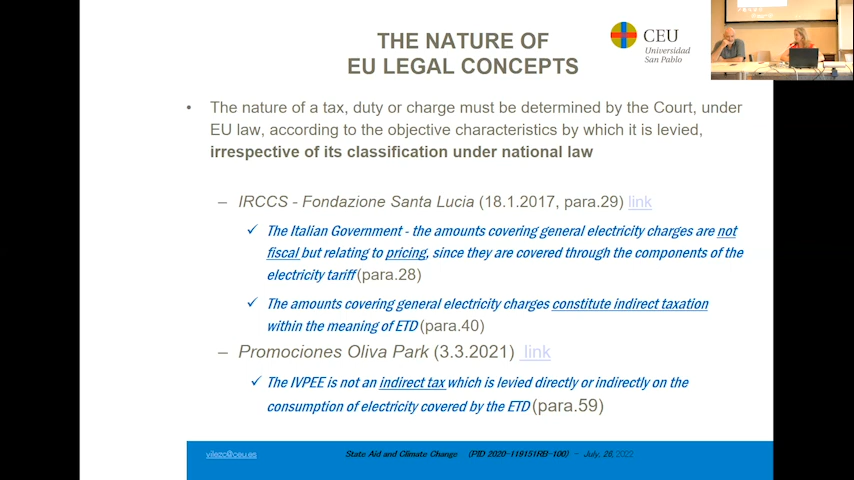 THE NATURE OF
EU LEGAL CONCEPTS
CEU
Universidad
San Pablo
• The nature of a tax, duty or charge must be determined by the Court, under
EU law, according to the objective characteristics by which it is levied,
irrespective of its classification under national law
– IRCCS - Fondazione Santa Lucia (18.1.2017, para.29) link
✓ The Italian Government - the amounts covering general electricity charges are not
fiscal but relating to pricing, since they are covered through the components of the
electricity tariff (para.28)
✓ The amounts covering general electricity charges constitute indirect taxation
within the meaning of ETD (para.40)
– Promociones Oliva Park (3.3.2021) link
✓ The IVPEE is not an indirect tax which is levied directly or indirectly on the
consumption of electricity covered by the ETD (para.59)
vilezc@ceu.es
State Aid and Climate Change (PID 2020-119151RB-100) - July, 26, 2022